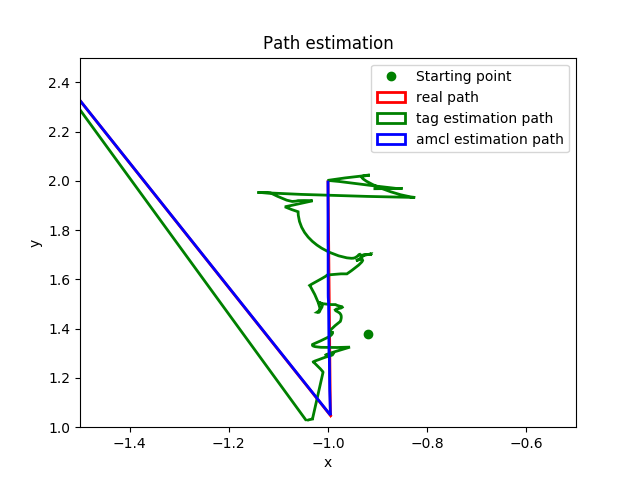 Path estimation
Starting point
real path
tag estimation path
amcl estimation path
y
2.4
2.2
2.0
1.8
1.6
1.4
1.2
1.0
−1.4 −1.2 −1.0 −0.8 −0.6
x